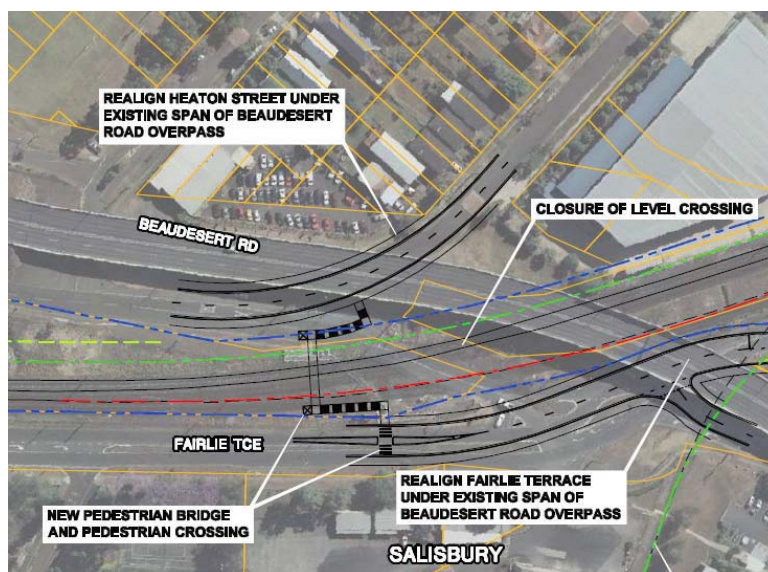 REALIGN HEATON STREET UNDER
EXISTING SPAN OF BEAUDESERT
ROAD OVERPASS
CLOSURE OF LEVEL CROSSING
BEAUDESERT RD
FAIRLIE TCE
REALIGN FAIRLIE TERRACE
UNDER EXISTING SPAN OF
BEAUDESERT ROAD OVERPASS
NEW PEDESTRIAN BRIDGE
AND PEDESTRIAN CROSSING
SALISBURY